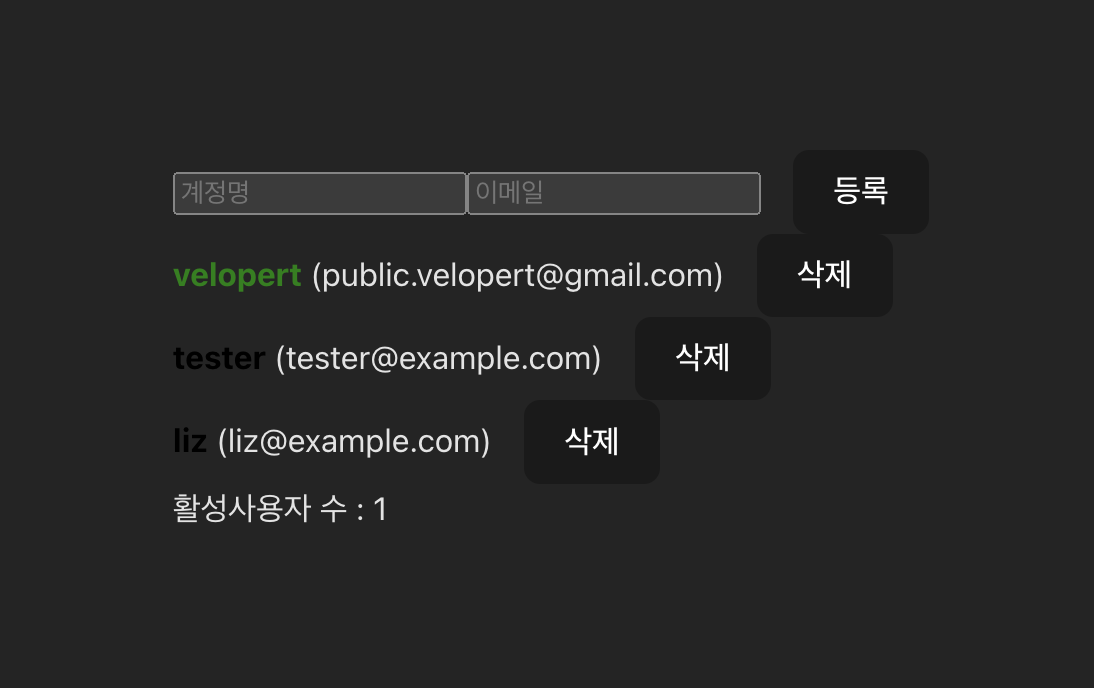 계정명 이메일 등록
velopert (public.velopert@gmail.com) 삭제
tester (tester@example.com) 삭제
liz (liz@example.com) 삭제
활성사용자 수 : 1